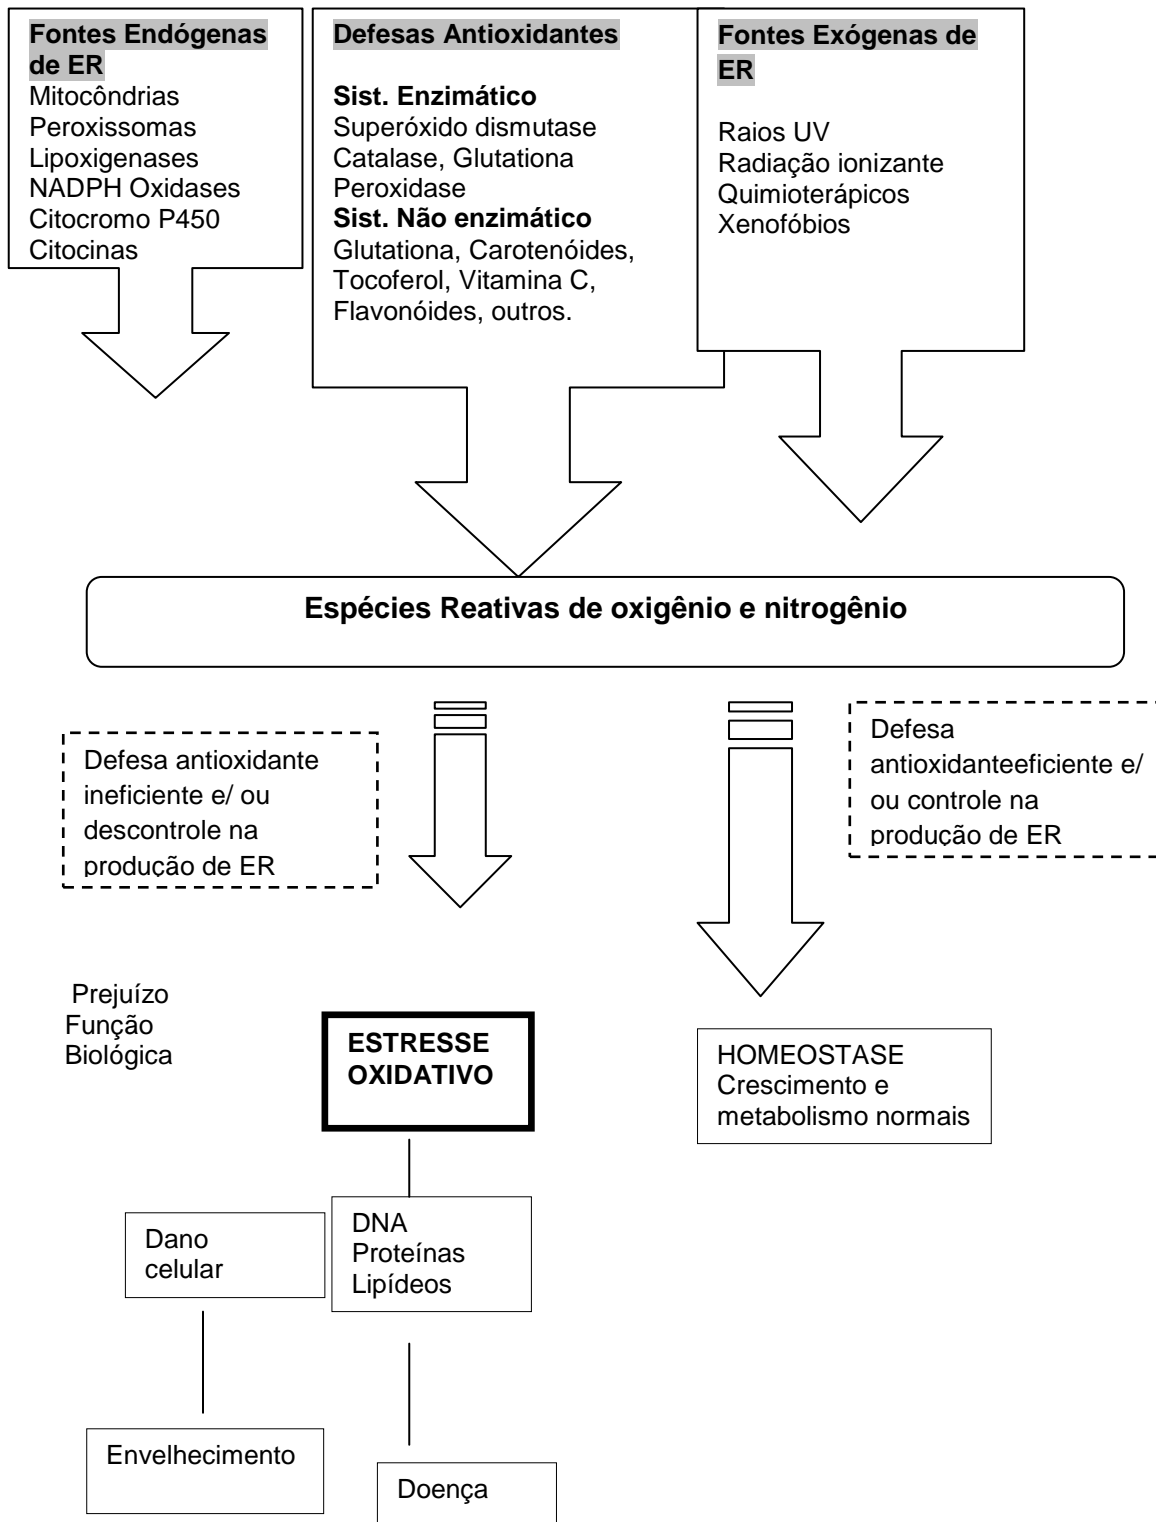 Fontes Endógenas
de ER
Mitocôndrias
Peroxissomas
Lipoxigenases
NADPH Oxidases
Citocromo P450
Citocinas
Defesas Antioxidantes
Sist. Enzimático
Superóxido dismutase
Catalase, Glutationa
Peroxidase
Sist. Não enzimático
Glutationa, Carotenóides,
Tocoferol, Vitamina C,
Flavonóides, outros.
Fontes Exógenas de
ER
Raios UV
Radiação ionizante
Quimioterápicos
Xenofóbios
Espécies Reativas de oxigênio e nitrogênio
Defesa antioxidante
ineficiente e/ ou
descontrole na
produção de ER
Defesa
antioxidanteeficiente e/
ou controle na
produção de ER
Prejuízo
Função
Biológica
ESTRESSE
OXIDATIVO
HOMEOSTASE
Crescimento e
metabolismo normais
Dano
celular
DNA
Proteínas
Lipídeos
Envelhecimento
Doença